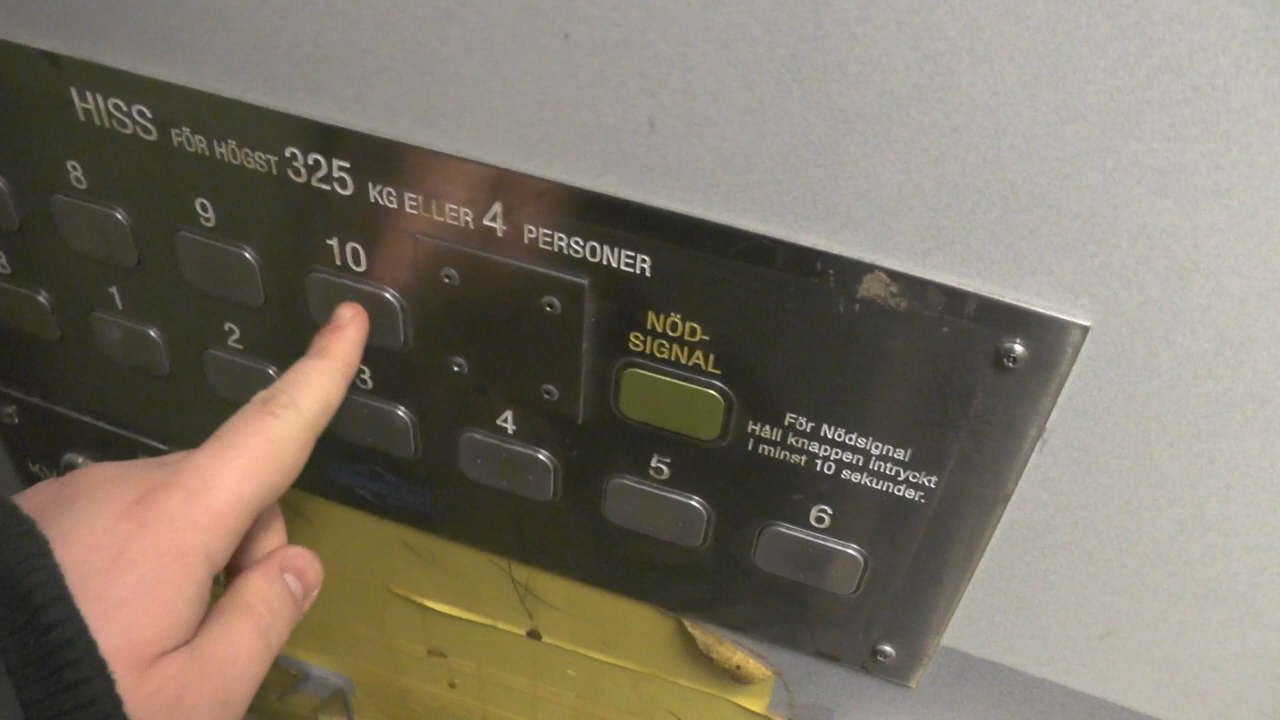 HISS FÖR HÖGST 325 KG ELLER 4 PERSONER
8 9 10
NÖD-
SIGNAL
B 1 2 3 4 5 6
För Nödsignal
Håll knappen intryckt
i minst 10 sekunder.